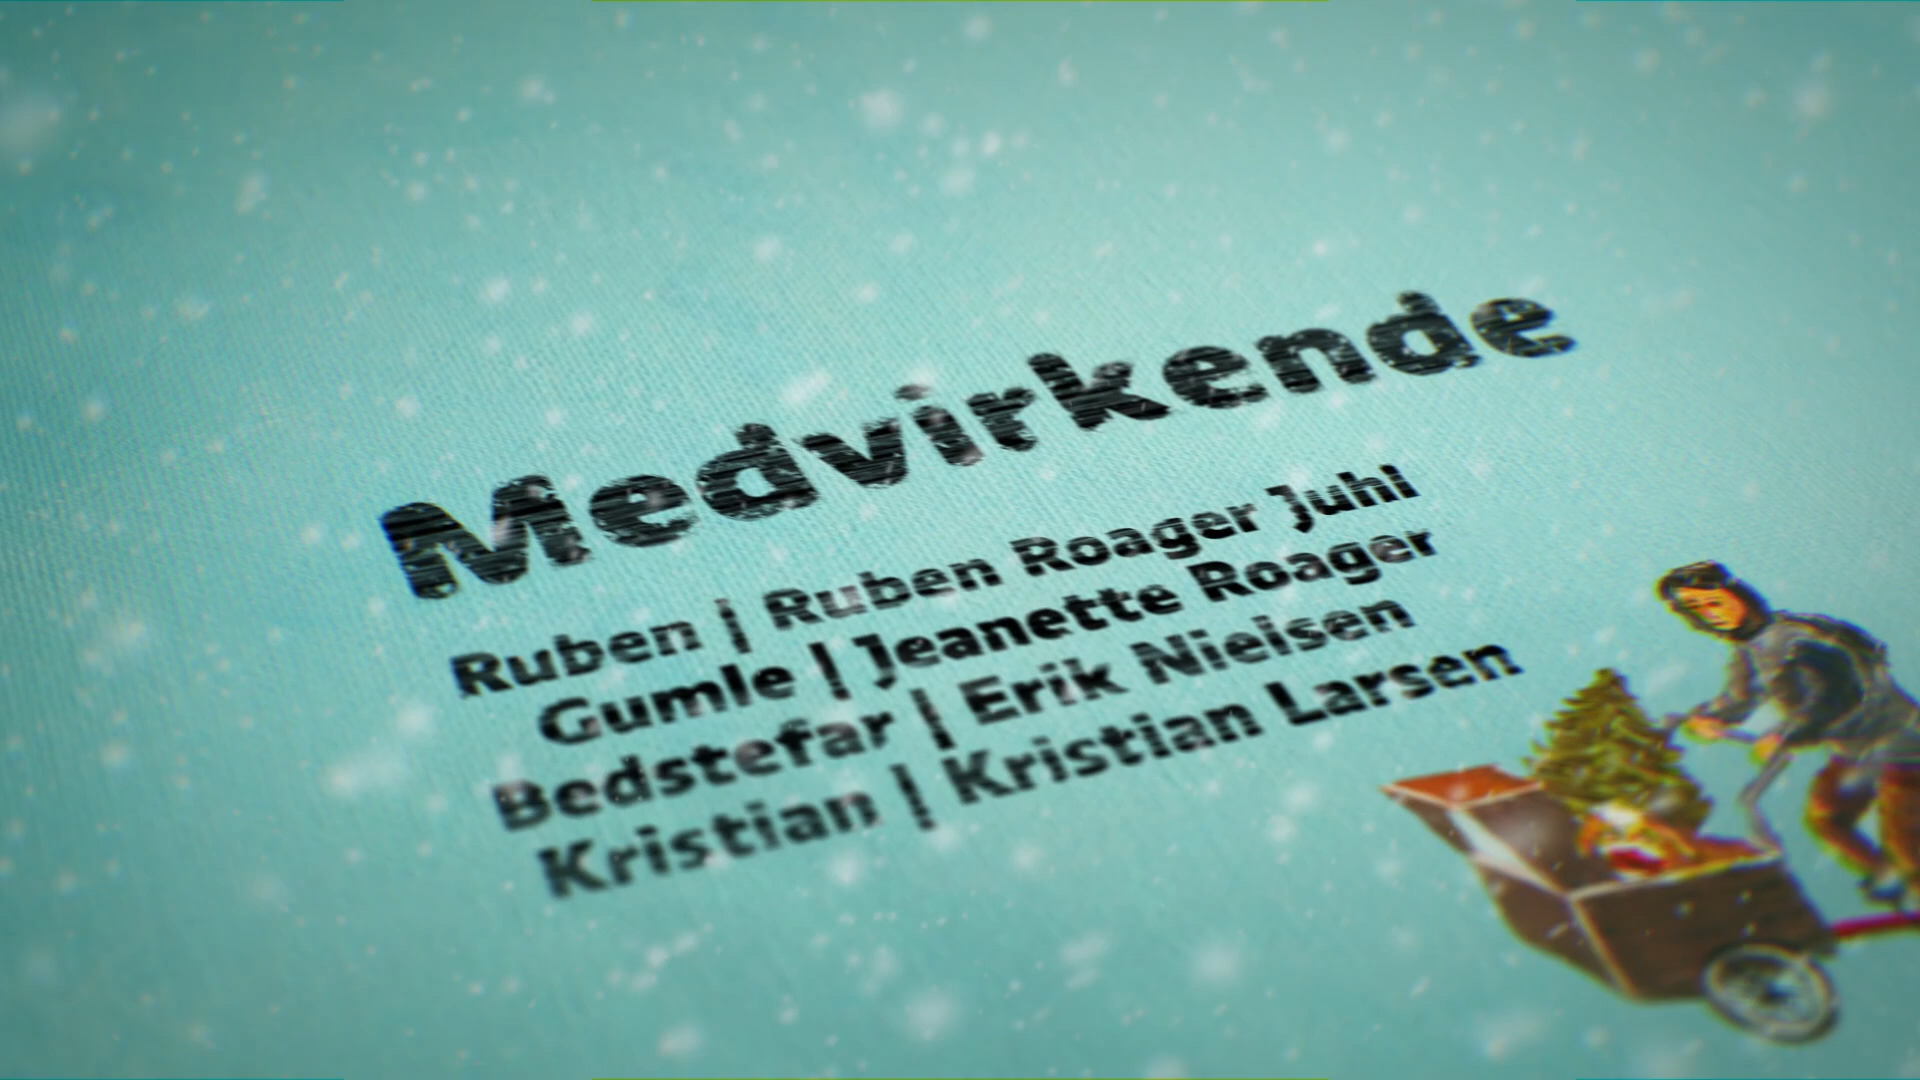 Medvirkende
Ruben | Ruben Roager Juhl
Gumle | Jeanette Roager
Bedstefar | Erik Nielsen
Kristian | Kristian Larsen